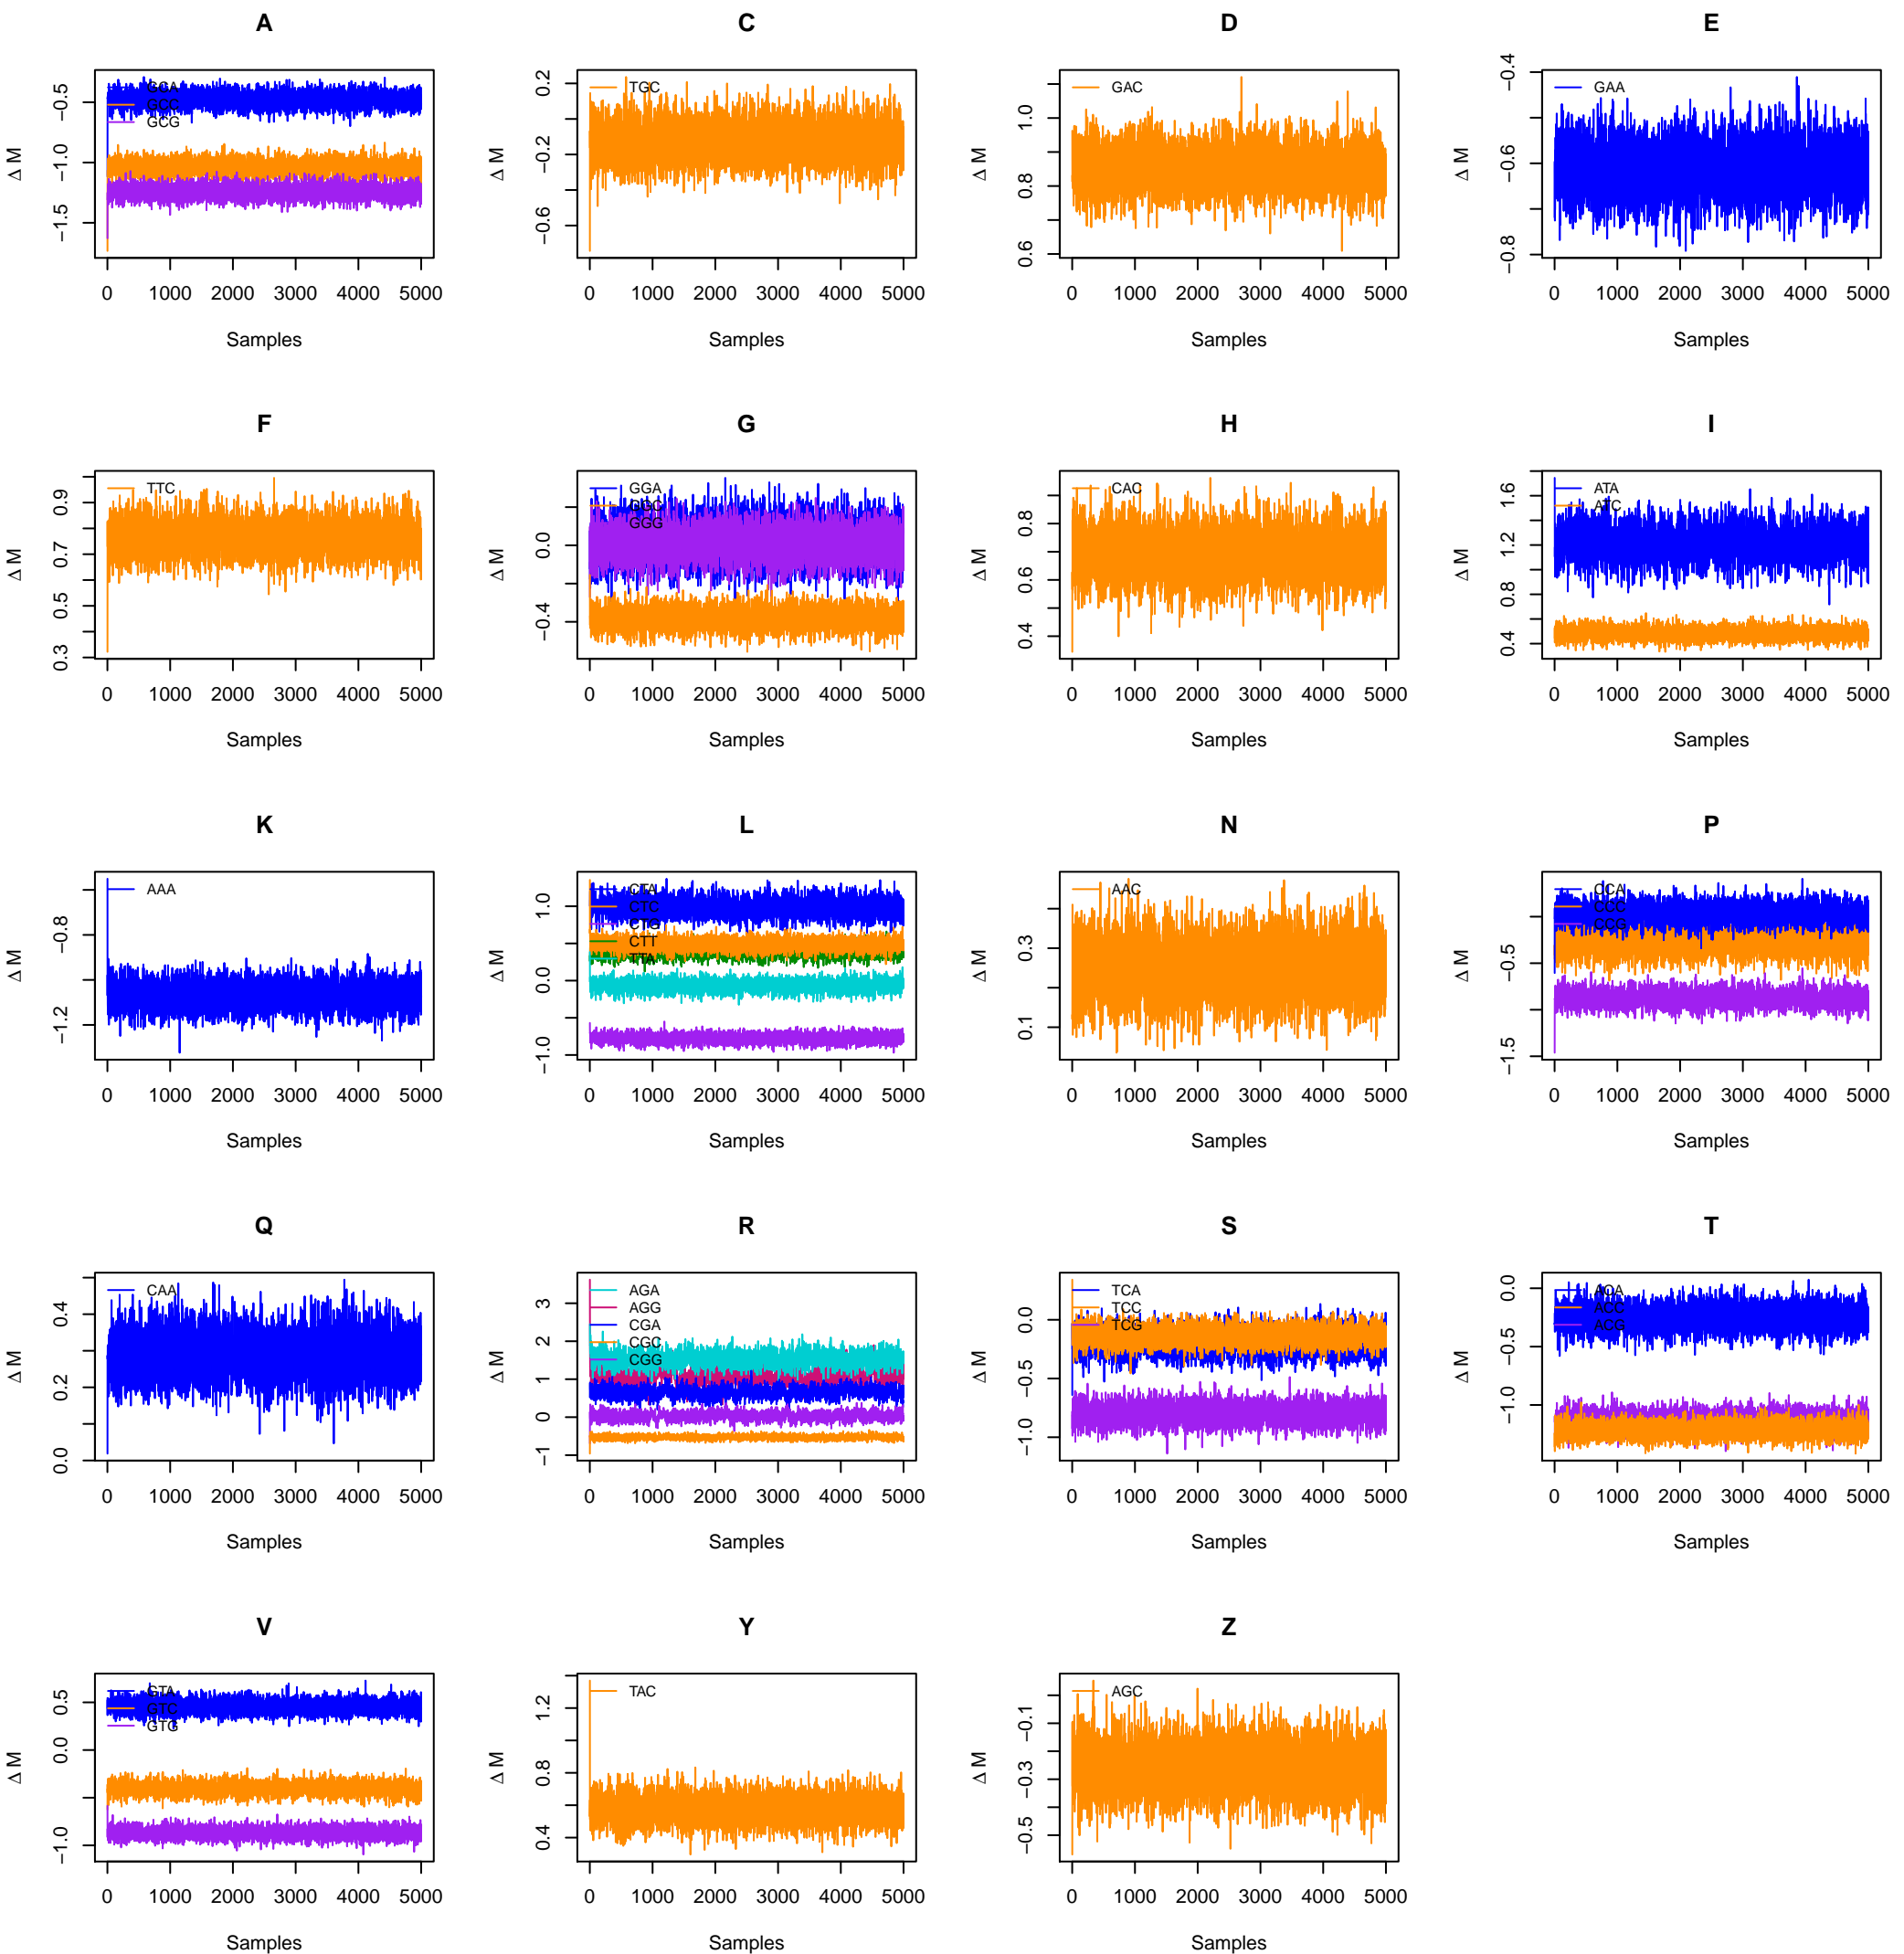 A
C
D
E
Δ M
−0.5
−1.0
−1.5
GCA
GCC
GCG
0 1000 2000 3000 4000 5000
Samples
Δ M
0.2
−0.2
−0.6
TGC
0 1000 2000 3000 4000 5000
Samples
Δ M
1.0
0.8
0.6
GAC
0 1000 2000 3000 4000 5000
Samples
Δ M
−0.4
−0.6
−0.8
GAA
0 1000 2000 3000 4000 5000
Samples
F
G
H
I
Δ M
0.9
0.7
0.5
0.3
TTC
0 1000 2000 3000 4000 5000
Samples
Δ M
0.0
−0.4
GGA
GGC
GGG
0 1000 2000 3000 4000 5000
Samples
Δ M
0.8
0.6
0.4
CAC
0 1000 2000 3000 4000 5000
Samples
Δ M
1.6
1.2
0.8
0.4
ATA
ATC
0 1000 2000 3000 4000 5000
Samples
K
L
N
P
Δ M
−0.8
−1.2
AAA
0 1000 2000 3000 4000 5000
Samples
Δ M
1.0
0.0
−1.0
CTA
CTC
CTG
CTT
TTA
0 1000 2000 3000 4000 5000
Samples
Δ M
0.3
0.1
AAC
0 1000 2000 3000 4000 5000
Samples
Δ M
−0.5
−1.5
CCA
CCC
CCG
0 1000 2000 3000 4000 5000
Samples
Q
R
S
T
Δ M
0.4
0.2
0.0
CAA
0 1000 2000 3000 4000 5000
Samples
Δ M
3
2
1
0
−1
AGA
AGG
CGA
CGC
CGG
0 1000 2000 3000 4000 5000
Samples
Δ M
0.0
−0.5
−1.0
TCA
TCC
TCG
0 1000 2000 3000 4000 5000
Samples
Δ M
0.0
−0.5
−1.0
ACA
ACC
ACG
0 1000 2000 3000 4000 5000
Samples
V
Y
Z
Δ M
0.5
0.0
−1.0
GTA
GTC
GTG
0 1000 2000 3000 4000 5000
Samples
Δ M
1.2
0.8
0.4
TAC
0 1000 2000 3000 4000 5000
Samples
Δ M
−0.1
−0.3
−0.5
AGC
0 1000 2000 3000 4000 5000
Samples